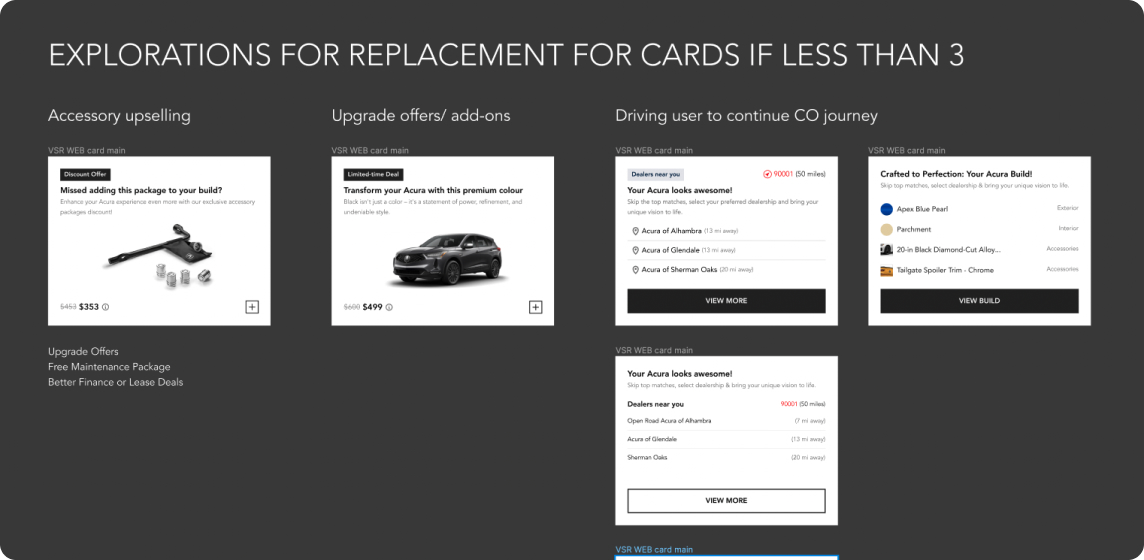 EXPLORATIONS FOR REPLACEMENT FOR CARDS IF LESS THAN 3
Accessory upselling
VSR WEB card main
Discount Offer
Missed adding this package to your build?
Enhance your Acura experience even more with our exclusive accessory
packages discount!
$453 $353
Upgrade Offers
Free Maintenance Package
Better Finance or Lease Deals
Upgrade offers/ add-ons
VSR WEB card main
Limited-time Deal
Transform your Acura with this premium colour
Black isn't just a color – it's a statement of power, refinement, and
undeniable style.
$600 $499
Driving user to continue CO journey
VSR WEB card main
Dealers near you
90001 (50 miles)
Your Acura looks awesome!
Skip the top matches, select your preferred dealership and bring your
unique vision to life.
Acura of Alhambra (13 mi away)
Acura of Glendale (13 mi away)
Acura of Sherman Oaks (20 mi away)
VIEW MORE
VSR WEB card main
Crafted to Perfection: Your Acura Build!
Skip top matches, select dealership & bring your unique vision to life.
Apex Blue Pearl Exterior
Parchment Interior
20-in Black Diamond-Cut Alloy... Accessories
Tailgate Spoiler Trim - Chrome Accessories
VIEW BUILD
VSR WEB card main
Your Acura looks awesome!
Skip top matches, select dealership & bring your unique vision to life.
Dealers near you 90001 (50 miles)
Open Road Acura of Alhambra (7 mi away)
Acura of Glendale (13 mi away)
Sherman Oaks (20 mi away)
VIEW MORE
VSR WEB card main